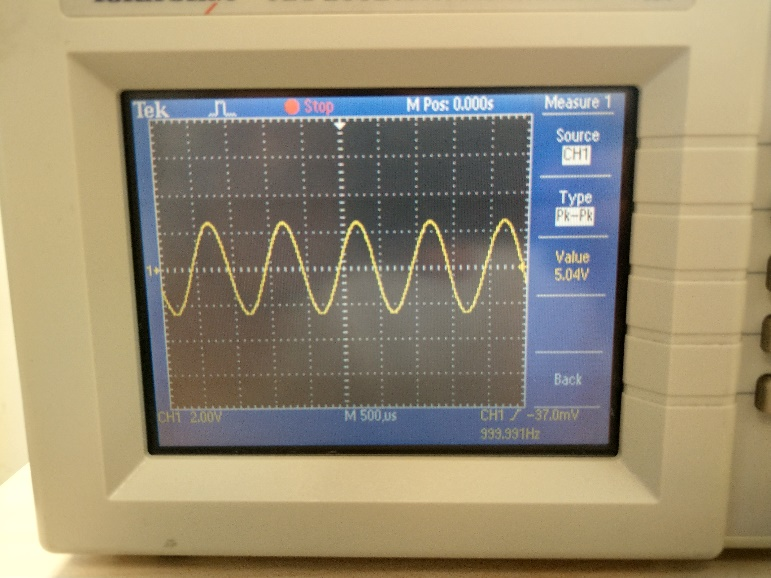 Tek Stop M Pos: 0.000s Measure 1
Source
CH1
Type
Pk-Pk
Value
5.04V
1
Back
CH1 2.00V M 500µs CH1 -37.0mV
999.991Hz